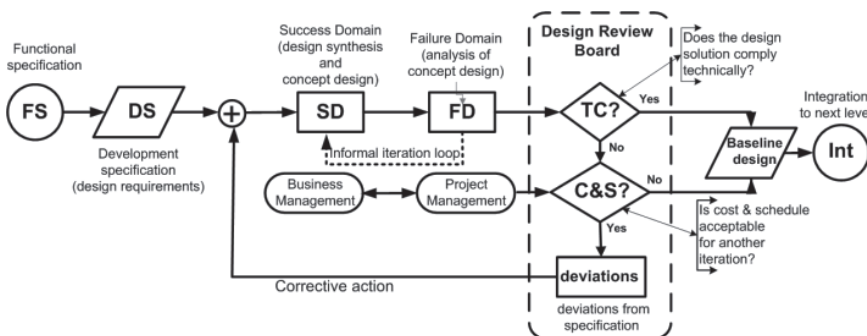 Functional
specification
FS
DS
Development
specification
(design requirements)
+
Success Domain
(design synthesis
and
concept design)
SD
Failure Domain
(analysis of
concept design)
FD
Informal iteration loop
Business
Management
Project
Management
Design Review
Board
TC?
Yes
No
C&S?
No
Yes
deviations
deviations from
specification
Corrective action
Does the design
solution comply
technically?
Is cost & schedule
acceptable
for another
iteration?
Baseline
design
Integration
to next level
Int